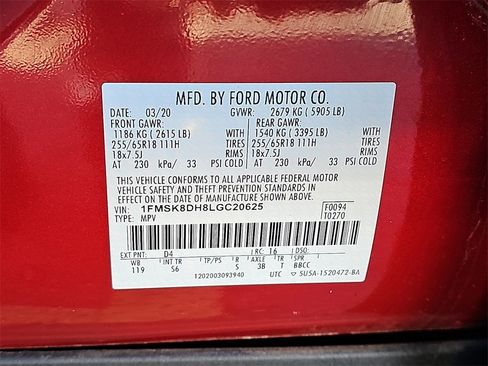 MFD. BY FORD MOTOR CO.
DATE: 03/20 GVWR: 2679 KG ( 5905 LB)
FRONT GAWR: REAR GAWR:
1186 KG ( 2615 LB) WITH 1540 KG ( 3395 LB) WITH
255/65R18 111H TIRES 255/65R18 111H TIRES
18x7.5J RIMS 18x7.5J RIMS
AT 230 kPa/ 33 PSI COLD AT 230 kPa/ 33 PSI COLD
THIS VEHICLE CONFORMS TO ALL APPLICABLE FEDERAL MOTOR
VEHICLE SAFETY AND THEFT PREVENTION STANDARDS IN
EFFECT ON THE DATE OF MANUFACTURE SHOWN ABOVE.
VIN: 1FMSK8DH8LGC20625 F0094
TYPE: MPV T0270
EXT PNT: D4 RC: 16 DSO:
WB INT TR TP/PS R AXLE TR SPR
119 S6 S 3B T BBCC
1202003093940 UTC 5U5A-1520472-BA